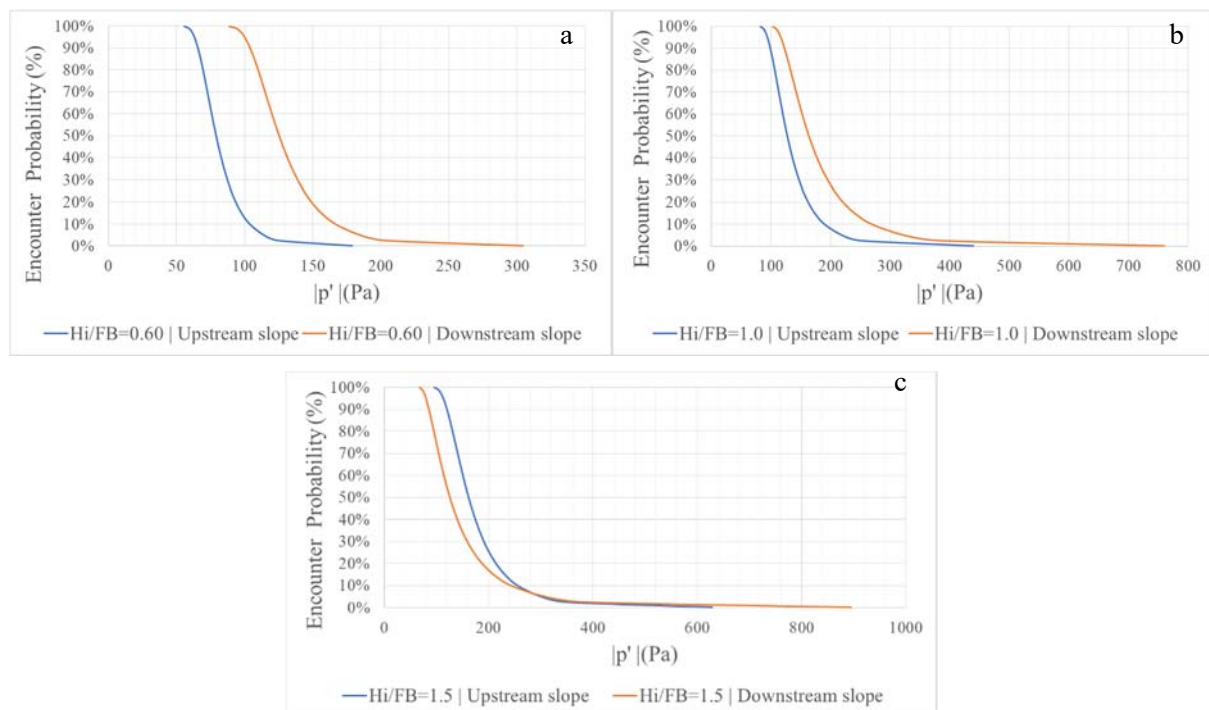 a
100%
90%
80%
70%
60%
50%
40%
30%
20%
10%
0%
Encounter Probability (%)
0 50 100 150 200 250 300 350
|p' |(Pa)
Hi/FB=0.60 | Upstream slope Hi/FB=0.60 | Downstream slope
b
100%
90%
80%
70%
60%
50%
40%
30%
20%
10%
0%
Encounter Probability (%)
0 100 200 300 400 500 600 700 800
|p' |(Pa)
Hi/FB=1.0 | Upstream slope Hi/FB=1.0 | Downstream slope
c
100%
90%
80%
70%
60%
50%
40%
30%
20%
10%
0%
Encounter Probability (%)
0 200 400 600 800 1000
|p' |(Pa)
Hi/FB=1.5 | Upstream slope Hi/FB=1.5 | Downstream slope